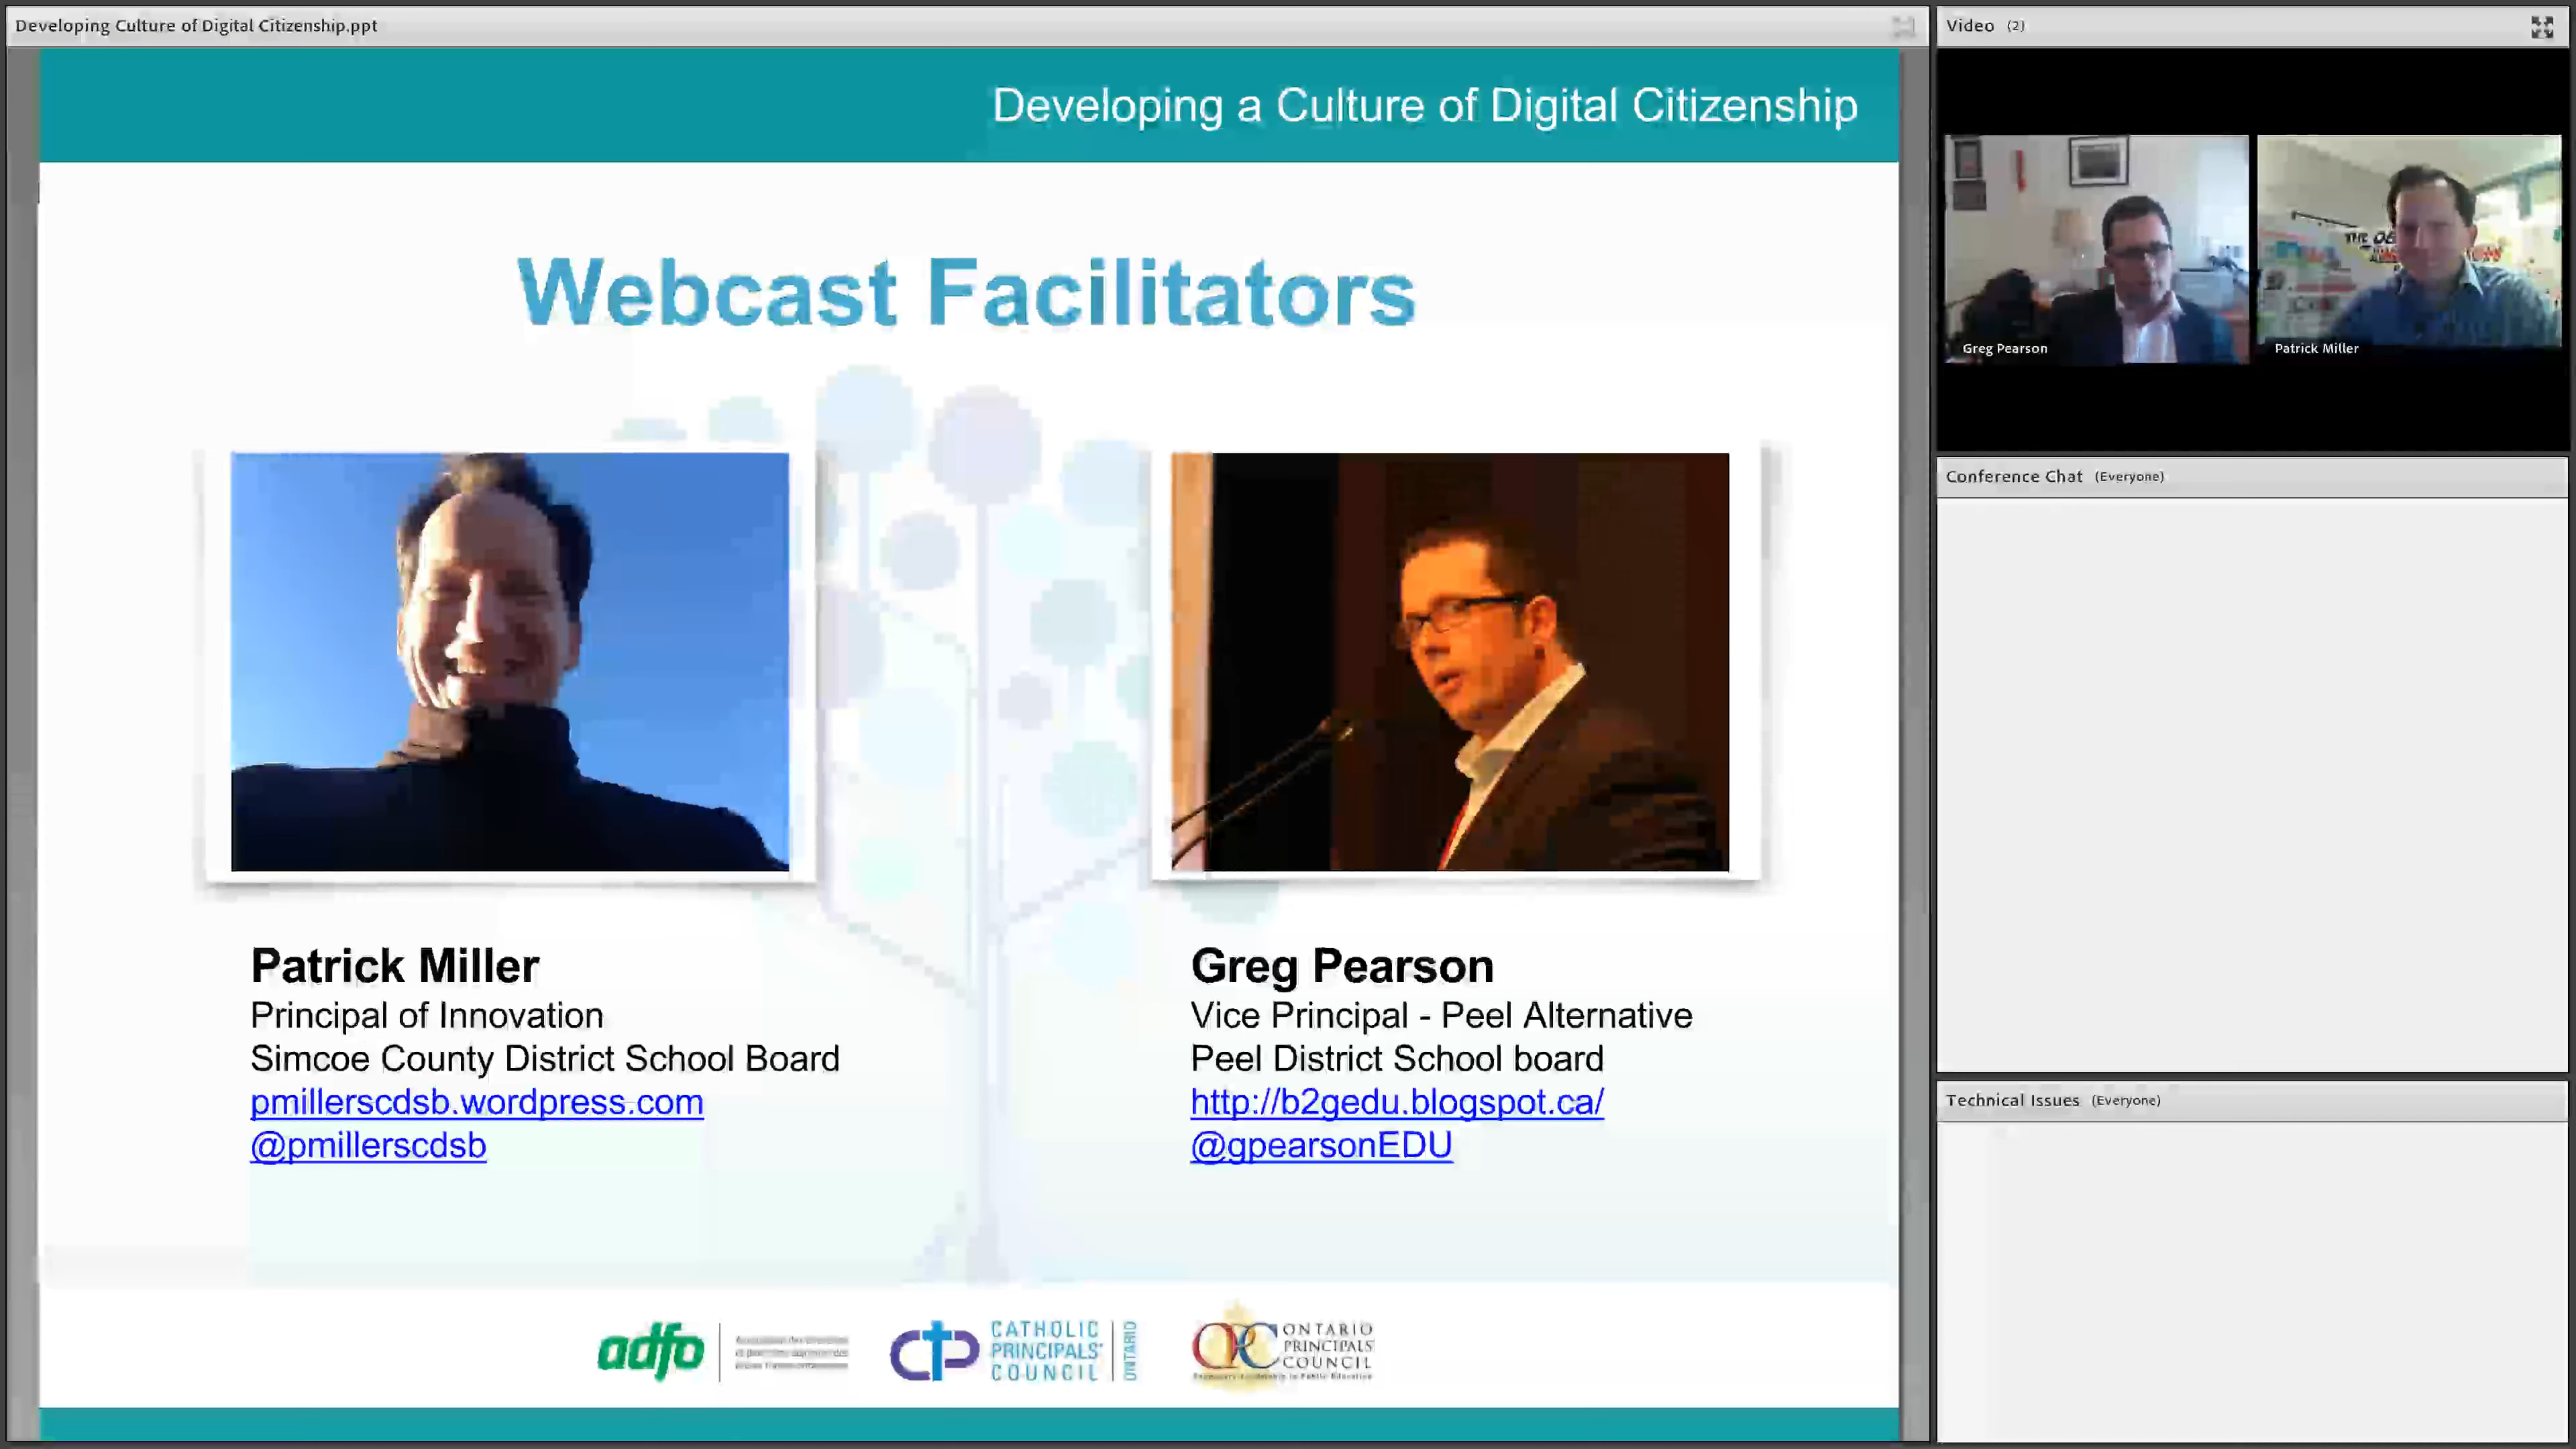 Developing Culture of Digital Citizenship.ppt
Developing a Culture of Digital Citizenship
Webcast Facilitators
Patrick Miller
Principal of Innovation
Simcoe County District School Board
pmillerscdsb.wordpress.com
@pmillerscdsb
Greg Pearson
Vice Principal - Peel Alternative
Peel District School board
http://b2gedu.blogspot.ca/
@gpearsonEDU
adfo
CATHOLIC
PRINCIPALS'
COUNCIL
ONTARIO
ONTARIO
PRINCIPALS'
COUNCIL
Video (2)
THE
Greg Pearson
Patrick Miller
Conference Chat (Everyone)
Technical Issues (Everyone)